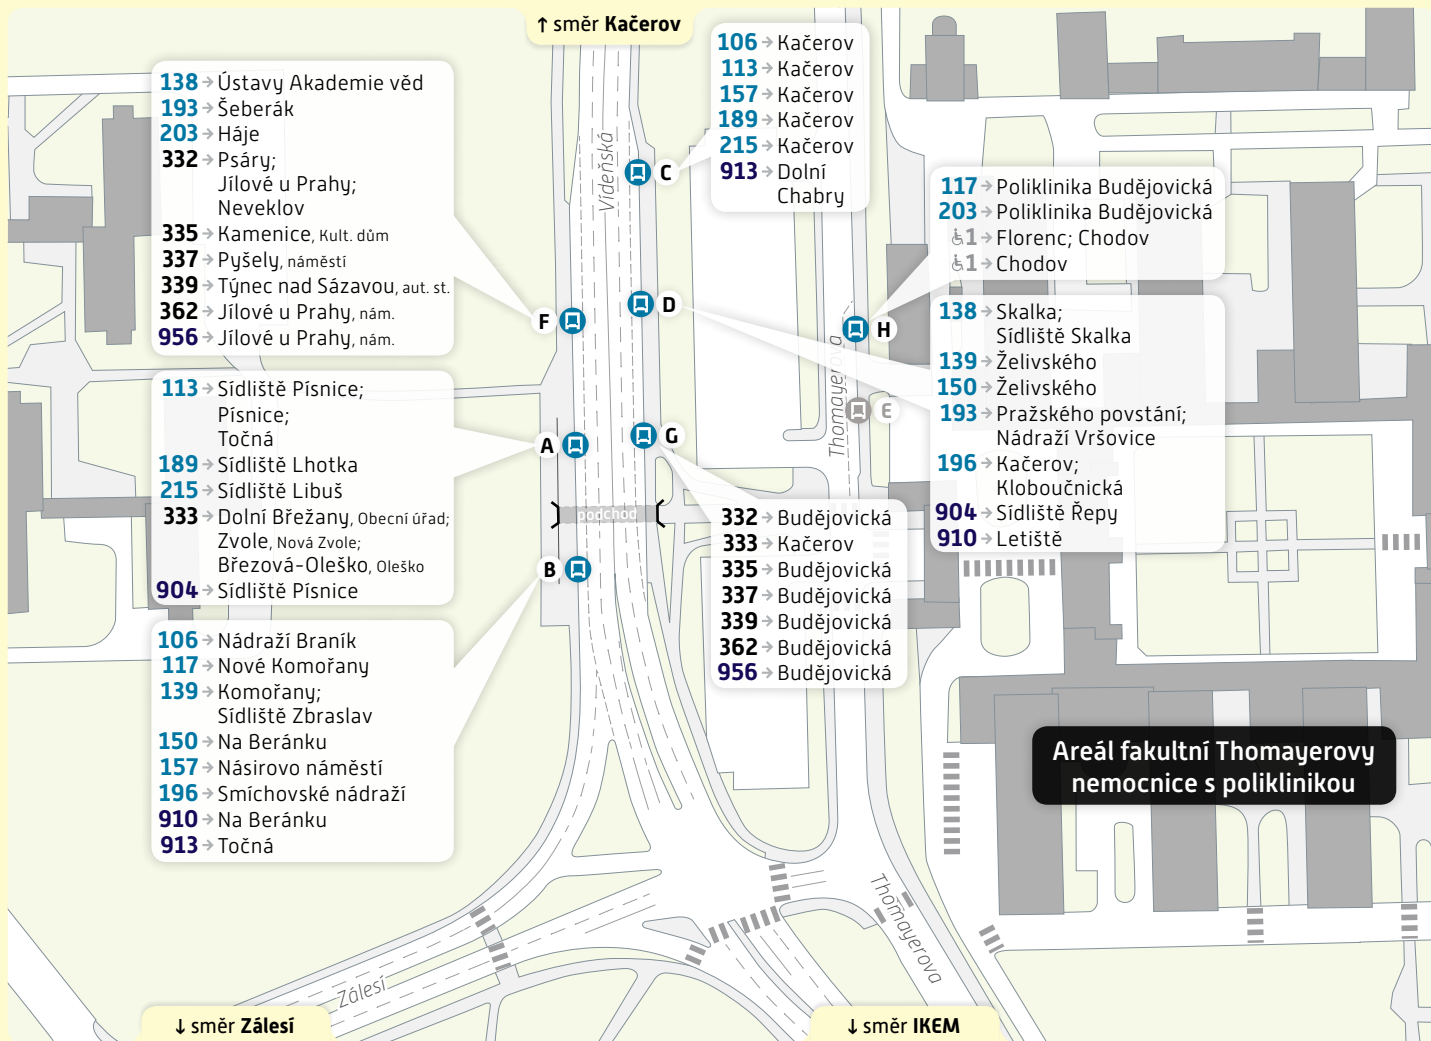 ↑ směr Kačerov
138 → Ústavy Akademie věd
193 → Šeberák
203 → Háje
332 → Psáry;
Jílové u Prahy;
Neveklov
335 → Kamenice, Kult. dům
337 → Pyšely, náměstí
339 → Týnec nad Sázavou, aut. st.
362 → Jílové u Prahy, nám.
956 → Jílové u Prahy, nám.
F
113 → Sídliště Písnice;
Písnice;
Točná
189 → Sídliště Lhotka
215 → Sídliště Libuš
333 → Dolní Břežany, Obecní úřad;
Zvole, Nová Zvole;
Březová-Oleško, Oleško
904 → Sídliště Písnice
A
106 → Nádraží Braník
117 → Nové Komořany
139 → Komořany;
Sídliště Zbraslav
150 → Na Beránku
157 → Násirovo náměstí
196 → Smíchovské nádraží
910 → Na Beránku
913 → Točná
B
Vídeňská
podchod
106 → Kačerov
113 → Kačerov
157 → Kačerov
189 → Kačerov
215 → Kačerov
913 → Dolní
Chabry
C
117 → Poliklinika Budějovická
203 → Poliklinika Budějovická
♿1 → Florenc; Chodov
♿1 → Chodov
H
138 → Skalka;
Sídliště Skalka
139 → Želivského
150 → Želivského
193 → Pražského povstání;
Nádraží Vršovice
196 → Kačerov;
Kloboučnická
904 → Sídliště Řepy
910 → Letiště
D
E
332 → Budějovická
333 → Kačerov
335 → Budějovická
337 → Budějovická
339 → Budějovická
362 → Budějovická
956 → Budějovická
G
Thomayerova
Areál fakultní Thomayerovy
nemocnice s poliklinikou
Thomayerova
Zálesí
↓ směr Zálesí
↓ směr IKEM